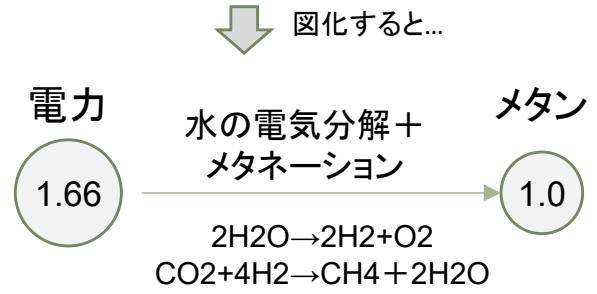 図化すると...
電力
メタン
水の電気分解＋
メタネーション
1.66
1.0
2H2O→2H2+O2
CO2+4H2→CH4＋2H2O